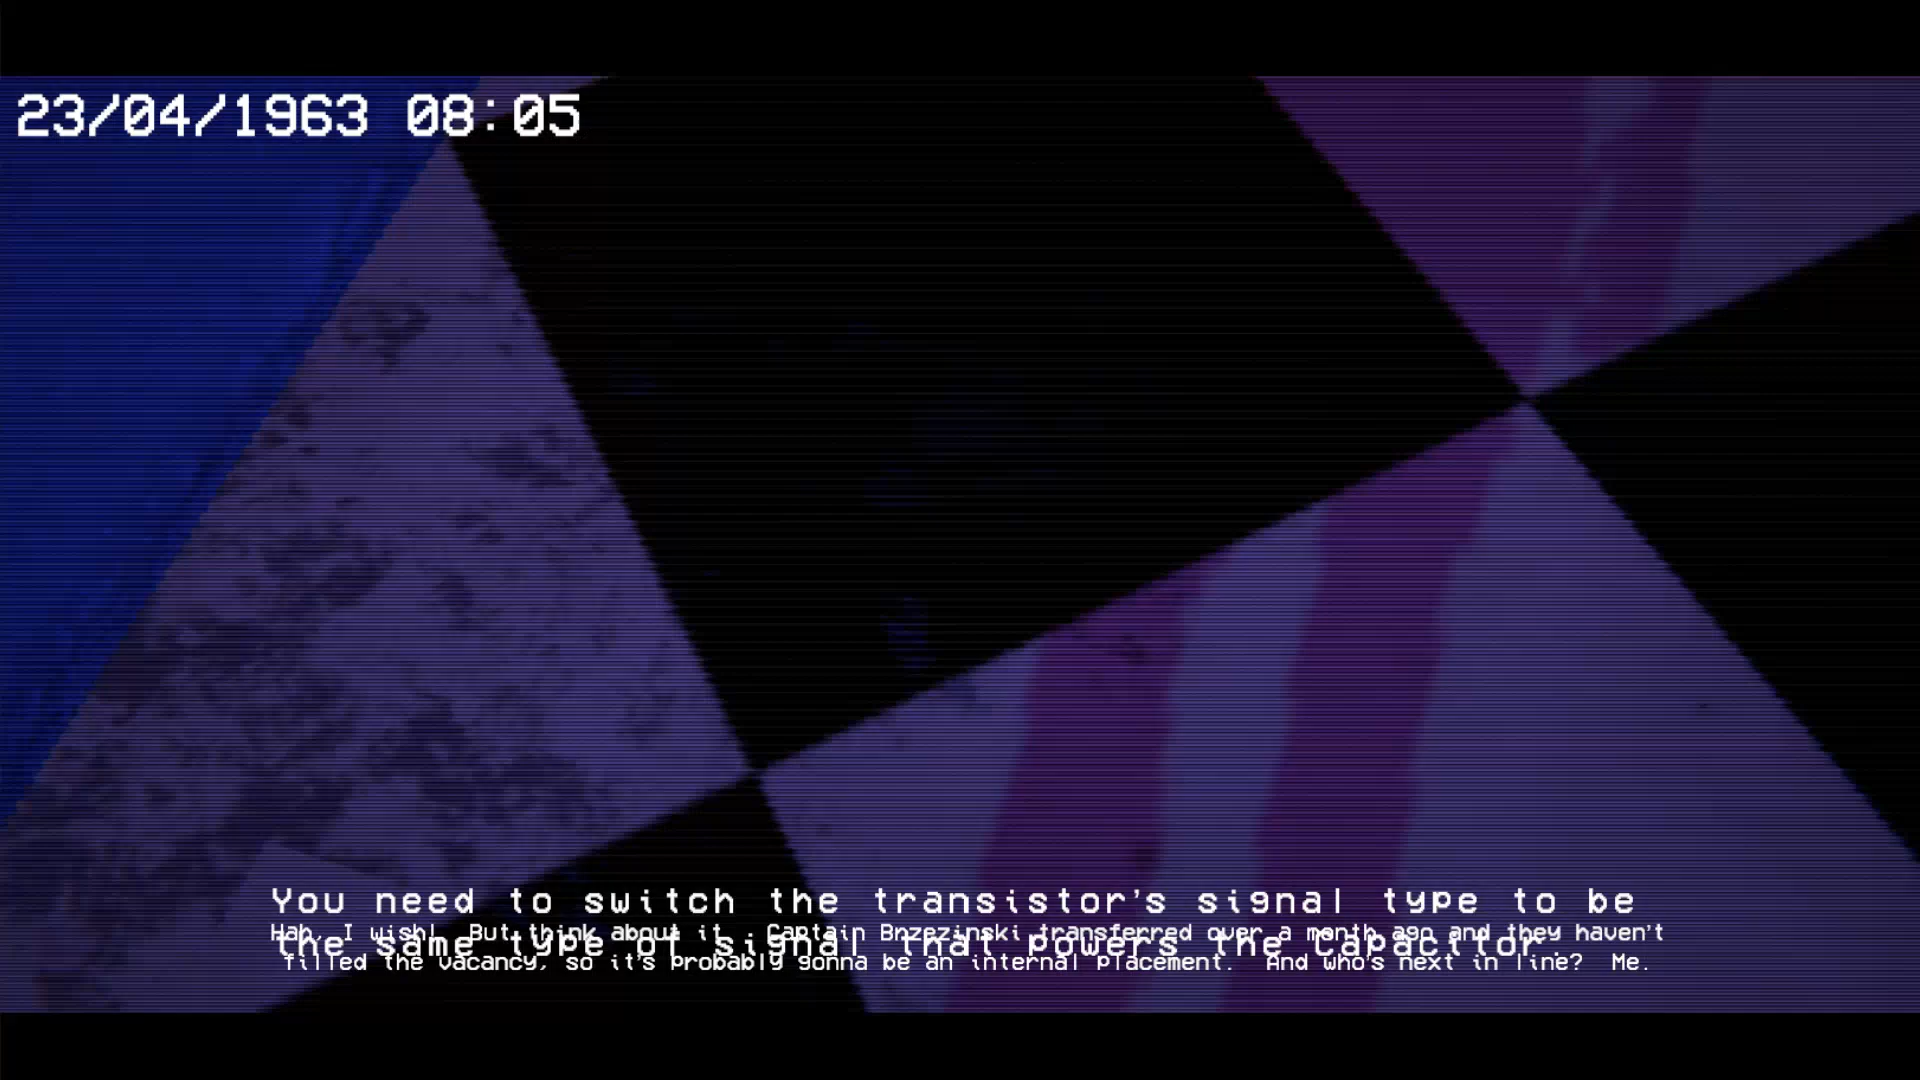 23/04/1963 08:05
You need to switch the transistor's signal type to be
the same type of signal that powers the Capacitor.
Hah, I wish!  But think about it.  Captain Brzezinski transferred over a month ago and they haven't
filled the vacancy, so it's probably gonna be an internal placement.  And who's next in line?  Me.